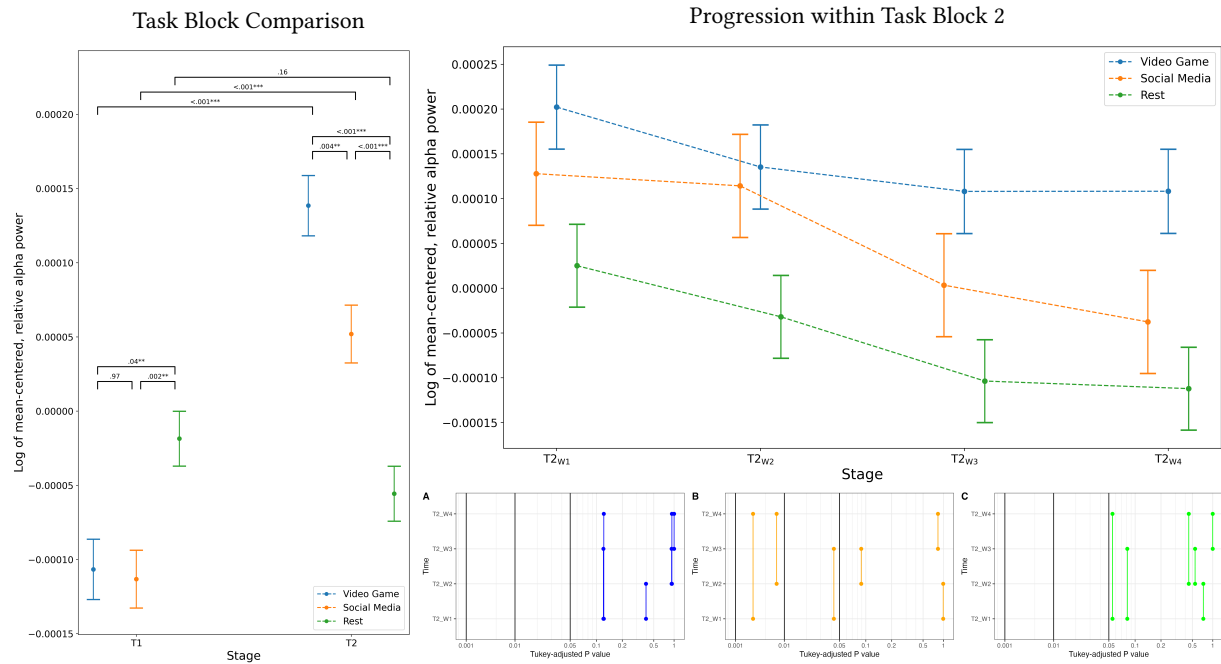 Task Block Comparison
Log of mean-centered, relative alpha power
0.00020
0.00015
0.00010
0.00005
0.00000
−0.00005
−0.00010
−0.00015
.16
<.001***
<.001***
<.001***
.004**
<.001***
.04**
.97
.002**
Video Game
Social Media
Rest
T1
T2
Stage
Progression within Task Block 2
Log of mean-centered, relative alpha power
0.00025
0.00020
0.00015
0.00010
0.00005
0.00000
−0.00005
−0.00010
−0.00015
Video Game
Social Media
Rest
T2W1
T2W2
T2W3
T2W4
Stage
A
Time
T2_W4
T2_W3
T2_W2
T2_W1
0.001
0.01
0.05
0.1
0.5
1
Tukey-adjusted P value
B
Time
T2_W4
T2_W3
T2_W2
T2_W1
0.001
0.01
0.05
0.1
0.5
1
Tukey-adjusted P value
C
Time
T2_W4
T2_W3
T2_W2
T2_W1
0.001
0.01
0.05
0.1
0.5
1
Tukey-adjusted P value